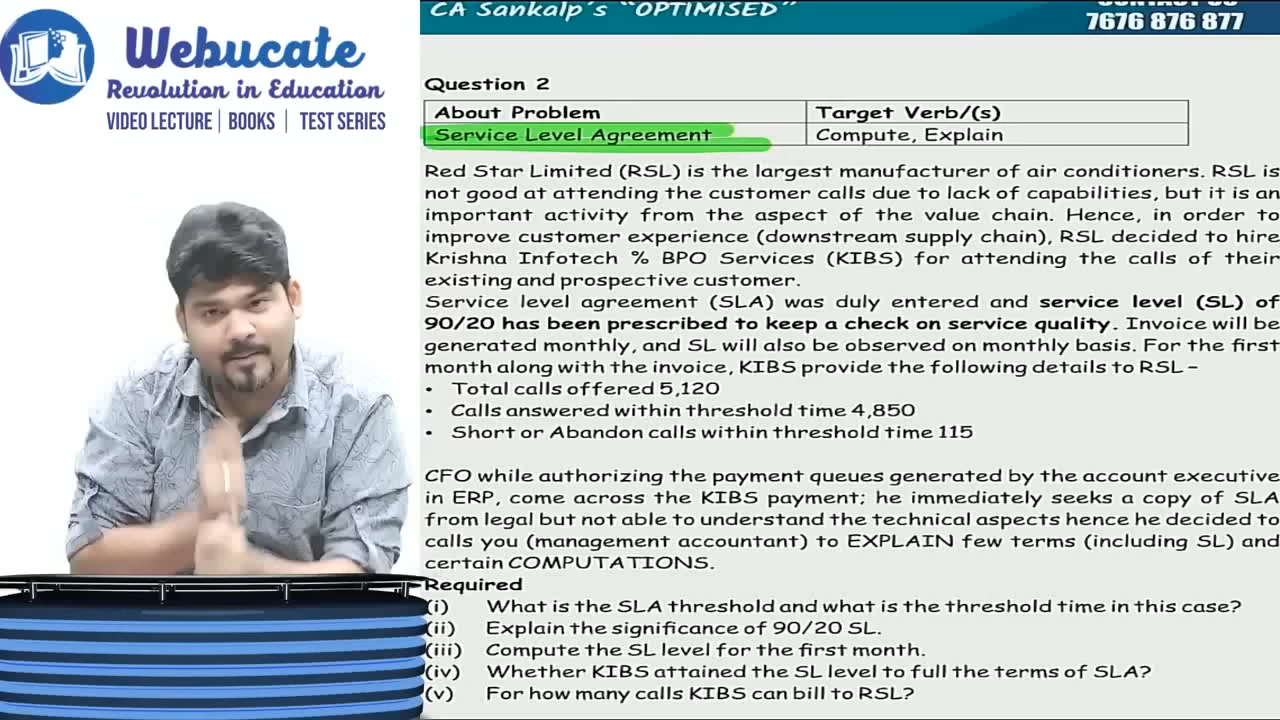 Webucate
Revolution in Education
VIDEO LECTURE | BOOKS | TEST SERIES
CA Sankalp's "OPTIMISED"
7676 876 877
Question 2
About Problem Target Verb/(s)
Service Level Agreement Compute, Explain
Red Star Limited (RSL) is the largest manufacturer of air conditioners. RSL is
not good at attending the customer calls due to lack of capabilities, but it is an
important activity from the aspect of the value chain. Hence, in order to
improve customer experience (downstream supply chain), RSL decided to hire
Krishna Infotech % BPO Services (KIBS) for attending the calls of their
existing and prospective customer.
Service level agreement (SLA) was duly entered and service level (SL) of
90/20 has been prescribed to keep a check on service quality. Invoice will be
generated monthly, and SL will also be observed on monthly basis. For the first
month along with the invoice, KIBS provide the following details to RSL –
• Total calls offered 5,120
• Calls answered within threshold time 4,850
• Short or Abandon calls within threshold time 115
CFO while authorizing the payment queues generated by the account executive
in ERP, come across the KIBS payment; he immediately seeks a copy of SLA
from legal but not able to understand the technical aspects hence he decided to
calls you (management accountant) to EXPLAIN few terms (including SL) and
certain COMPUTATIONS.
Required
(i) What is the SLA threshold and what is the threshold time in this case?
(ii) Explain the significance of 90/20 SL.
(iii) Compute the SL level for the first month.
(iv) Whether KIBS attained the SL level to full the terms of SLA?
(v) For how many calls KIBS can bill to RSL?